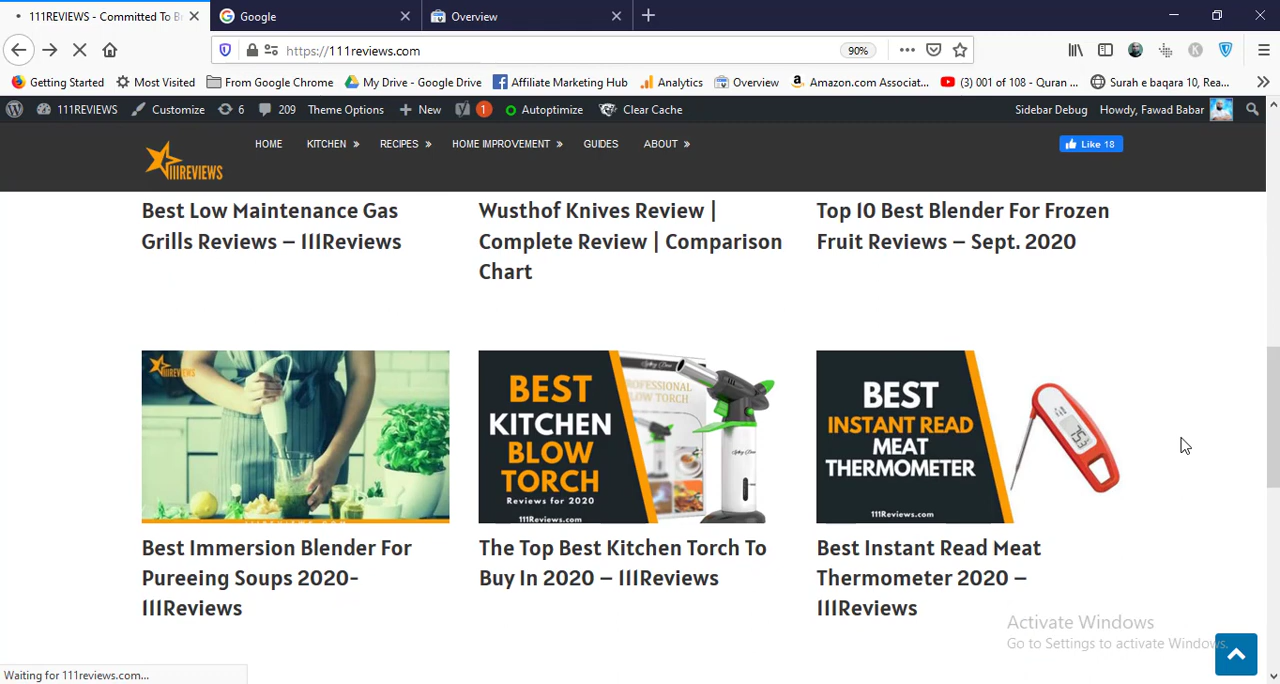 111REVIEWS - Committed To B
Google
Overview
https://111reviews.com
90%
Getting Started
Most Visited
From Google Chrome
My Drive - Google Drive
Affiliate Marketing Hub
Analytics
Overview
Amazon.com Associat...
(3) 001 of 108 - Quran ...
Surah e baqara 10, Rea...
111REVIEWS
Customize
6
209
Theme Options
New
1
Autoptimize
Clear Cache
Sidebar Debug
Howdy, Fawad Babar
111REVIEWS
HOME
KITCHEN »
RECIPES »
HOME IMPROVEMENT »
GUIDES
ABOUT »
Like 18
Best Low Maintenance Gas
Grills Reviews – 111Reviews
Wusthof Knives Review |
Complete Review | Comparison
Chart
Top 10 Best Blender For Frozen
Fruit Reviews – Sept. 2020
111REVIEWS
BEST
KITCHEN
BLOW
TORCH
Reviews for 2020
111Reviews.com
PROFESSIONAL
BLOW TORCH
BEST
INSTANT READ
MEAT
THERMOMETER
111Reviews.com
Best Immersion Blender For
Pureeing Soups 2020-
111Reviews
The Top Best Kitchen Torch To
Buy In 2020 – 111Reviews
Best Instant Read Meat
Thermometer 2020 –
111Reviews
Activate Windows
Go to Settings to activate Windows.
Waiting for 111reviews.com...